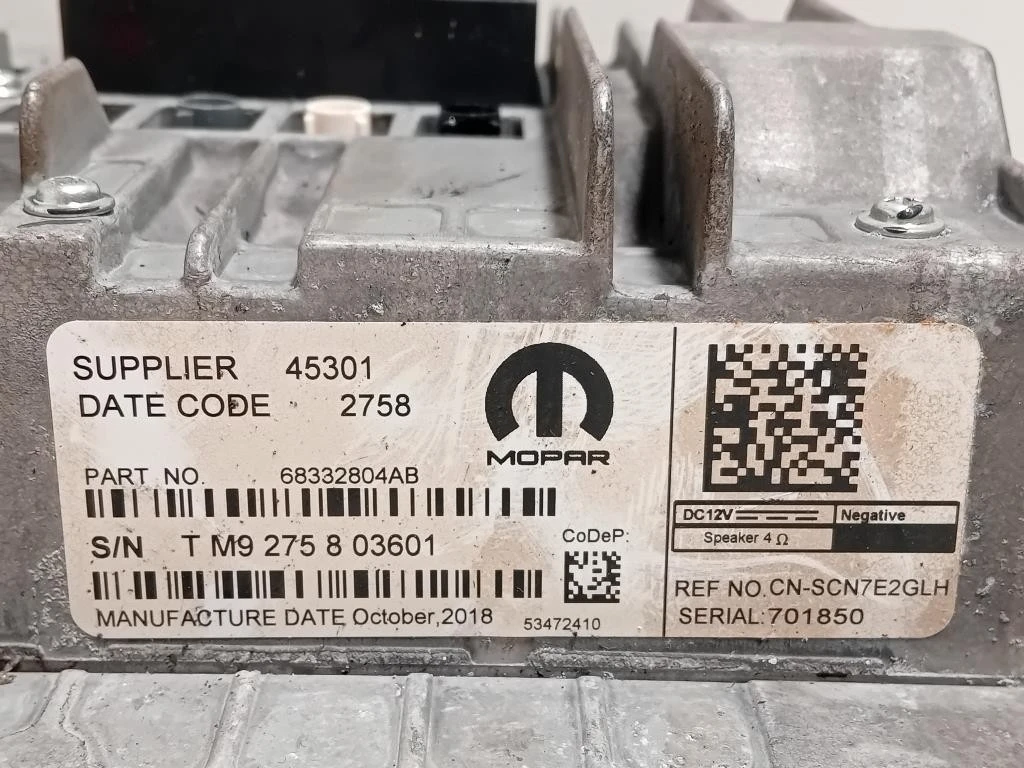 SUPPLIER 45301
DATE CODE 2758
MOPAR
PART NO. 68332804AB
S/N T M9 275 8 03601
CoDeP:
MANUFACTURE DATE October,2018
53472410
DC12V Negative
Speaker 4 Ω
REF NO.CN-SCN7E2GLH
SERIAL:701850